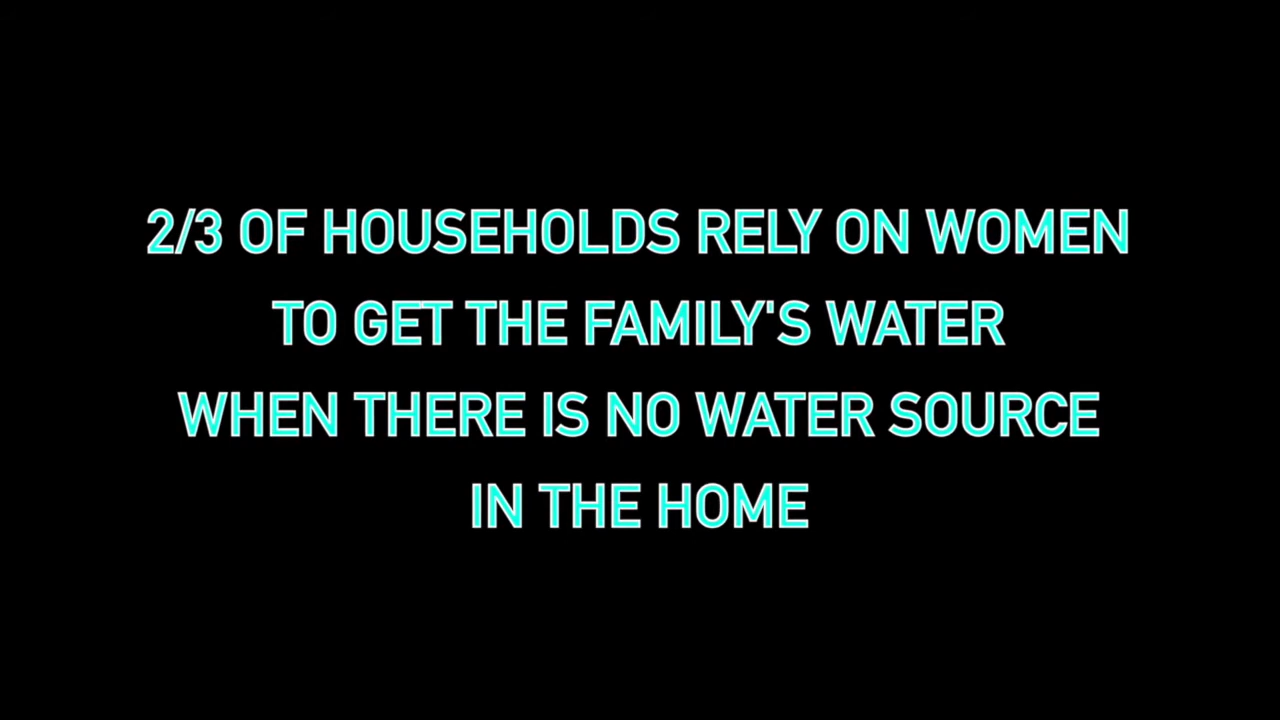 2/3 OF HOUSEHOLDS RELY ON WOMEN
TO GET THE FAMILY'S WATER
WHEN THERE IS NO WATER SOURCE
IN THE HOME